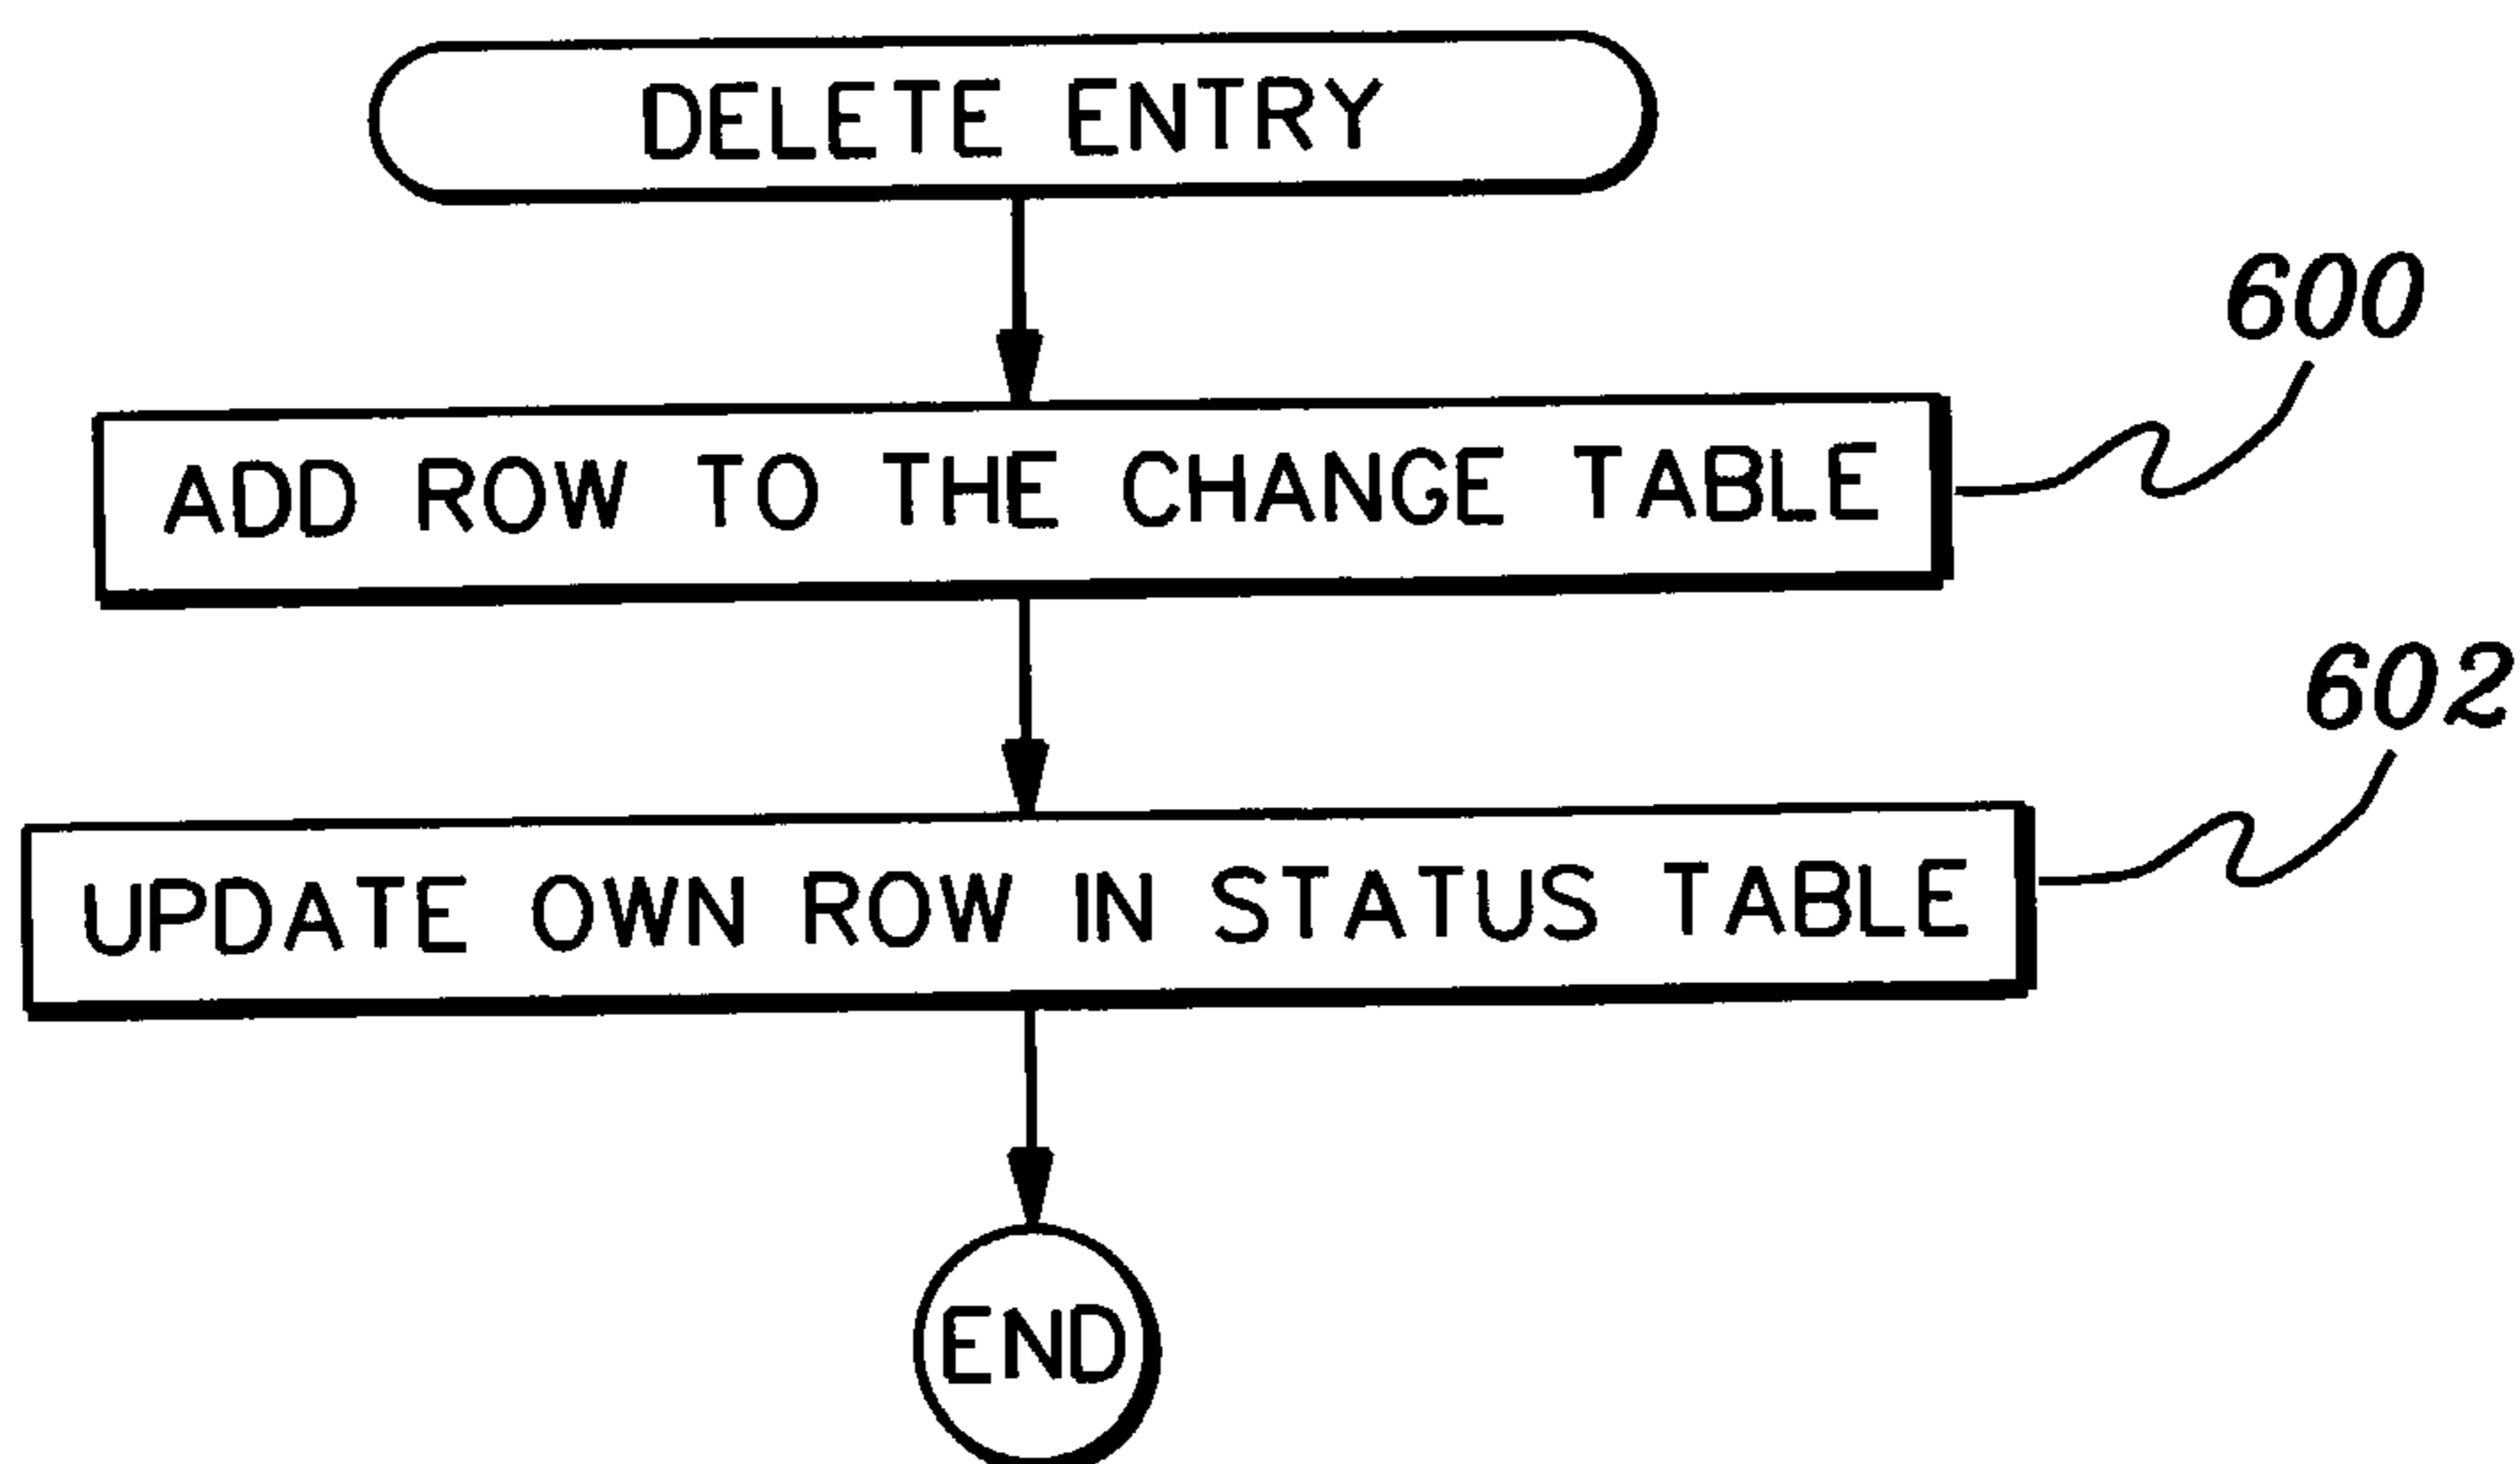 DELETE ENTRY
600
ADD ROW TO THE CHANGE TABLE
602
UPDATE OWN ROW IN STATUS TABLE
END